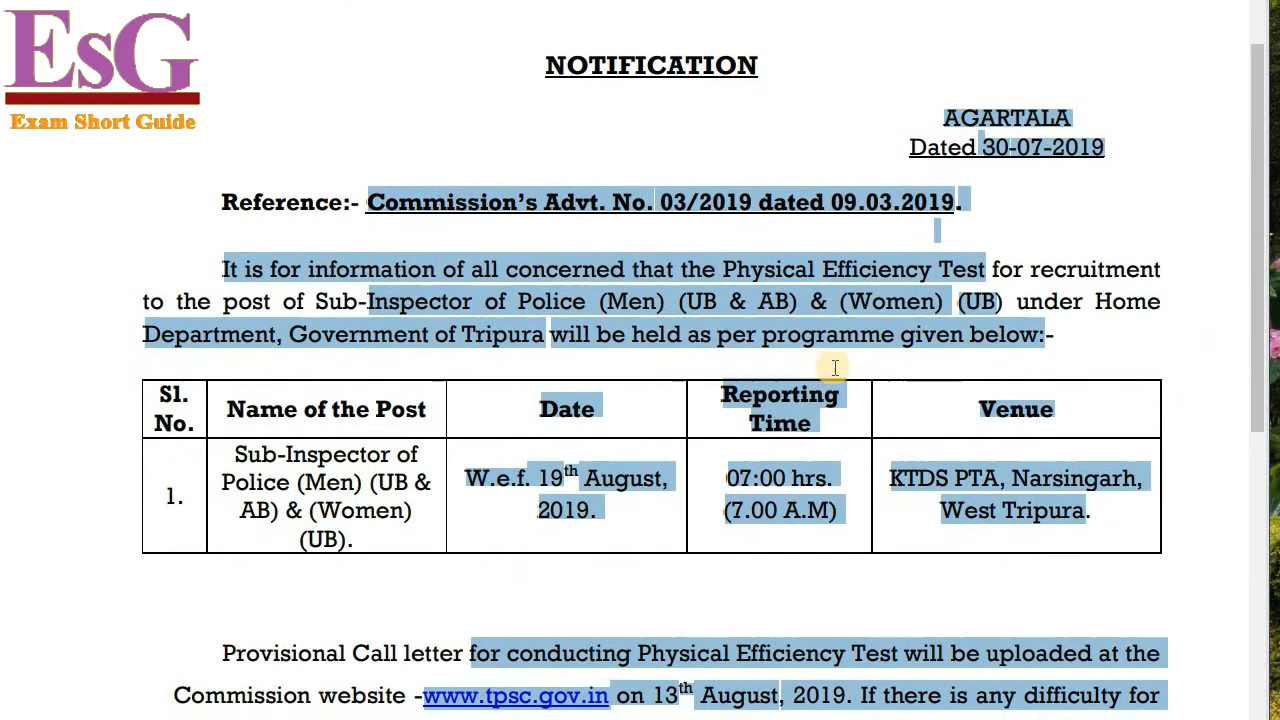 EsG
Exam Short Guide
NOTIFICATION
AGARTALA
Dated 30-07-2019
Reference:- Commission's Advt. No. 03/2019 dated 09.03.2019.
It is for information of all concerned that the Physical Efficiency Test for recruitment
to the post of Sub-Inspector of Police (Men) (UB & AB) & (Women) (UB) under Home
Department, Government of Tripura will be held as per programme given below:-
Sl. No.
Name of the Post
Date
Reporting Time
Venue
1.
Sub-Inspector of
Police (Men) (UB &
AB) & (Women)
(UB).
W.e.f. 19th August,
2019.
07:00 hrs.
(7.00 A.M)
KTDS PTA, Narsingarh,
West Tripura.
Provisional Call letter for conducting Physical Efficiency Test will be uploaded at the
Commission website -www.tpsc.gov.in on 13th August, 2019. If there is any difficulty for